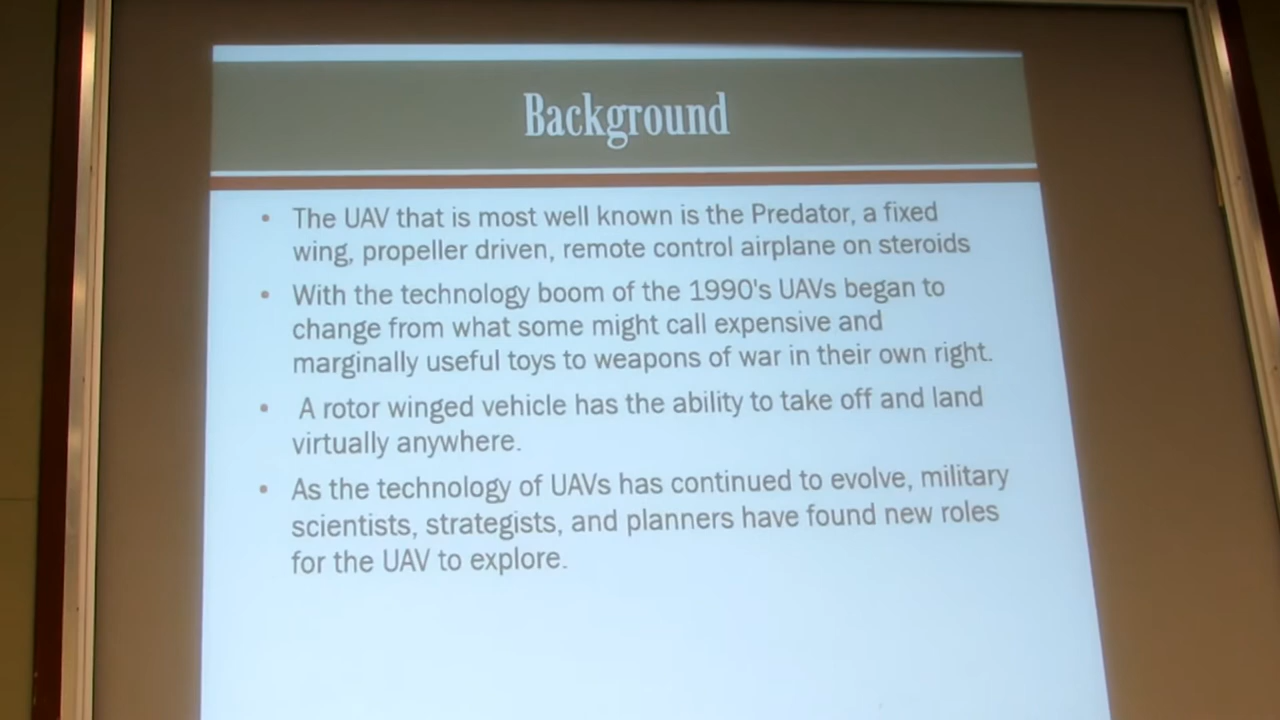 Background
• The UAV that is most well known is the Predator, a fixed
wing, propeller driven, remote control airplane on steroids
• With the technology boom of the 1990's UAVs began to
change from what some might call expensive and
marginally useful toys to weapons of war in their own right.
• A rotor winged vehicle has the ability to take off and land
virtually anywhere.
• As the technology of UAVs has continued to evolve, military
scientists, strategists, and planners have found new roles
for the UAV to explore.